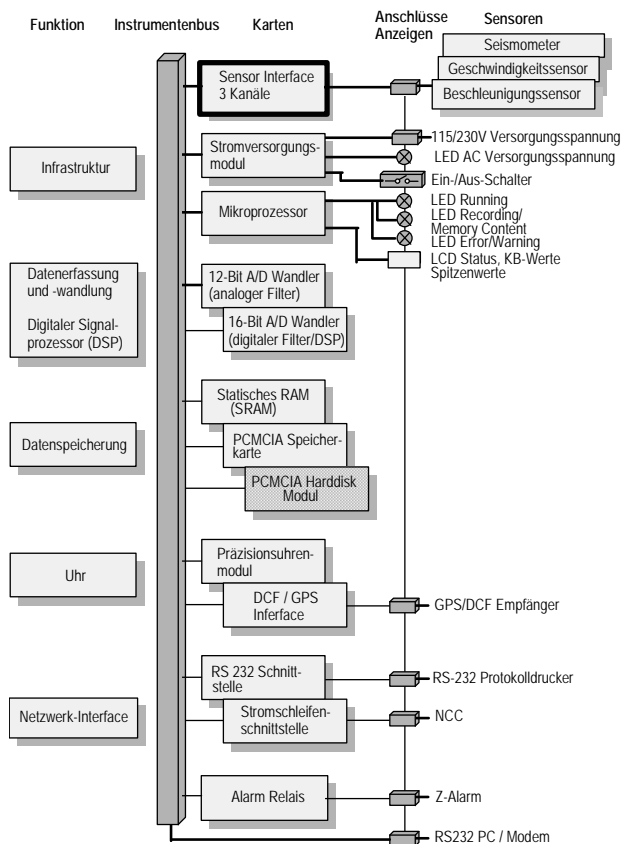 Funktion
Instrumentenbus
Karten
Anschlüsse
Anzeigen
Sensoren
Seismometer
Geschwindigkeitssensor
Beschleunigungssensor
Sensor Interface
3 Kanäle
Infrastruktur
Stromversorgungs-
modul
115/230V Versorgungsspannung
LED AC Versorgungsspannung
Ein-/Aus-Schalter
Mikroprozessor
LED Running
LED Recording/
Memory Content
LED Error/Warning
LCD Status, KB-Werte
Spitzenwerte
Datenerfassung
und -wandlung
Digitaler Signal-
prozessor (DSP)
12-Bit A/D Wandler
(analoger Filter)
16-Bit A/D Wandler
(digitaler Filter/DSP)
Datenspeicherung
Statisches RAM
(SRAM)
PCMCIA Speicher-
karte
PCMCIA Harddisk
Modul
Uhr
Präzisionsuhren-
modul
DCF / GPS
Inferface
GPS/DCF Empfänger
Netzwerk-Interface
RS 232 Schnitt-
stelle
RS-232 Protokolldrucker
Stromschleifen-
schnittstelle
NCC
Alarm Relais
Z-Alarm
RS232 PC / Modem